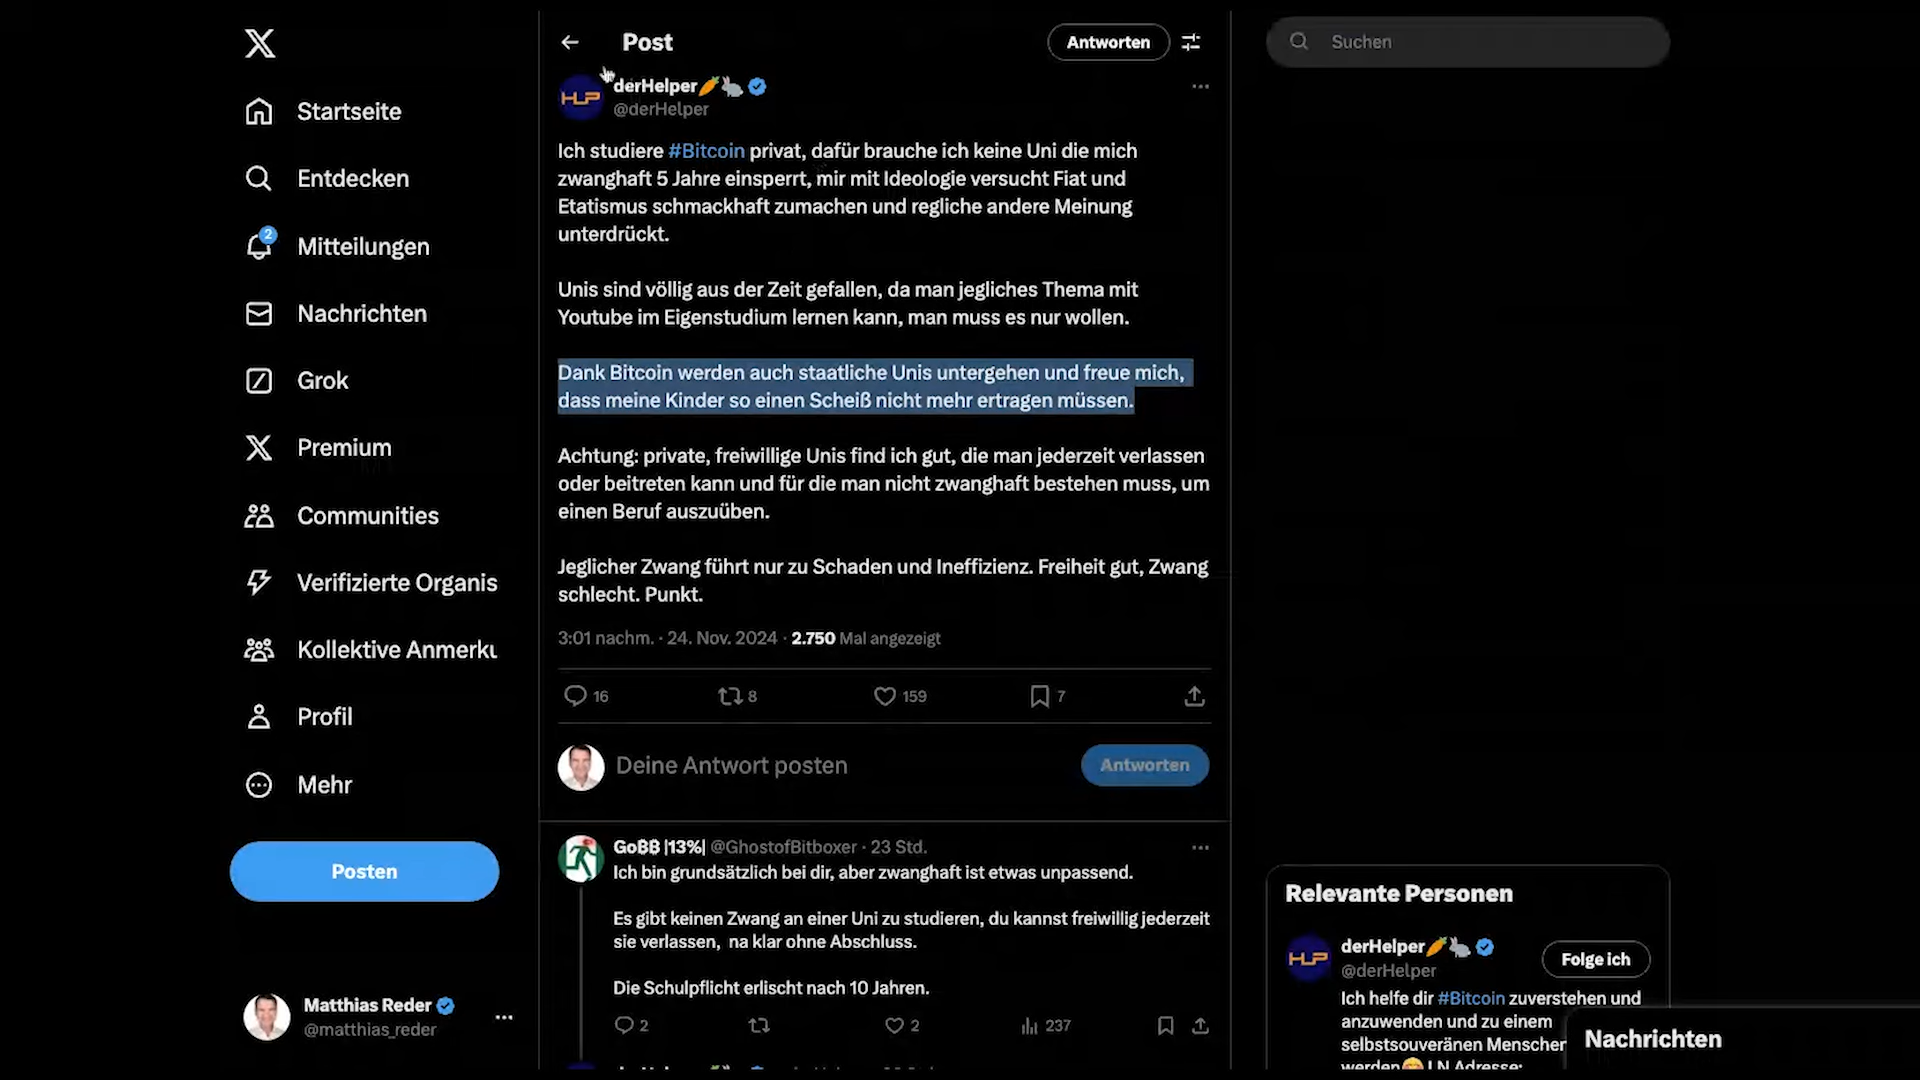 Startseite
Entdecken
2
Mitteilungen
Nachrichten
Grok
Premium
Communities
Verifizierte Organis
Kollektive Anmerku
Profil
Mehr
Posten
Matthias Reder
@matthias_reder
Post
Antworten
HLP
derHelper
@derHelper
Ich studiere #Bitcoin privat, dafür brauche ich keine Uni die mich
zwanghaft 5 Jahre einsperrt, mir mit Ideologie versucht Fiat und
Etatismus schmackhaft zumachen und regliche andere Meinung
unterdrückt.
Unis sind völlig aus der Zeit gefallen, da man jegliches Thema mit
Youtube im Eigenstudium lernen kann, man muss es nur wollen.
Dank Bitcoin werden auch staatliche Unis untergehen und freue mich,
dass meine Kinder so einen Scheiß nicht mehr ertragen müssen.
Achtung: private, freiwillige Unis find ich gut, die man jederzeit verlassen
oder beitreten kann und für die man nicht zwanghaft bestehen muss, um
einen Beruf auszuüben.
Jeglicher Zwang führt nur zu Schaden und Ineffizienz. Freiheit gut, Zwang
schlecht. Punkt.
3:01 nachm. · 24. Nov. 2024 · 2.750 Mal angezeigt
16 8 159 7
Deine Antwort posten
Antworten
Go฿฿ |13%| @GhostofBitboxer · 23 Std.
Ich bin grundsätzlich bei dir, aber zwanghaft ist etwas unpassend.
Es gibt keinen Zwang an einer Uni zu studieren, du kannst freiwillig jederzeit
sie verlassen, na klar ohne Abschluss.
Die Schulpflicht erlischt nach 10 Jahren.
2 2 237
Suchen
Relevante Personen
HLP
derHelper
@derHelper
Folge ich
Ich helfe dir #Bitcoin zuverstehen und
anzuwenden und zu einem
selbstsouveränen Menschen
werden LN Adresse:
Nachrichten